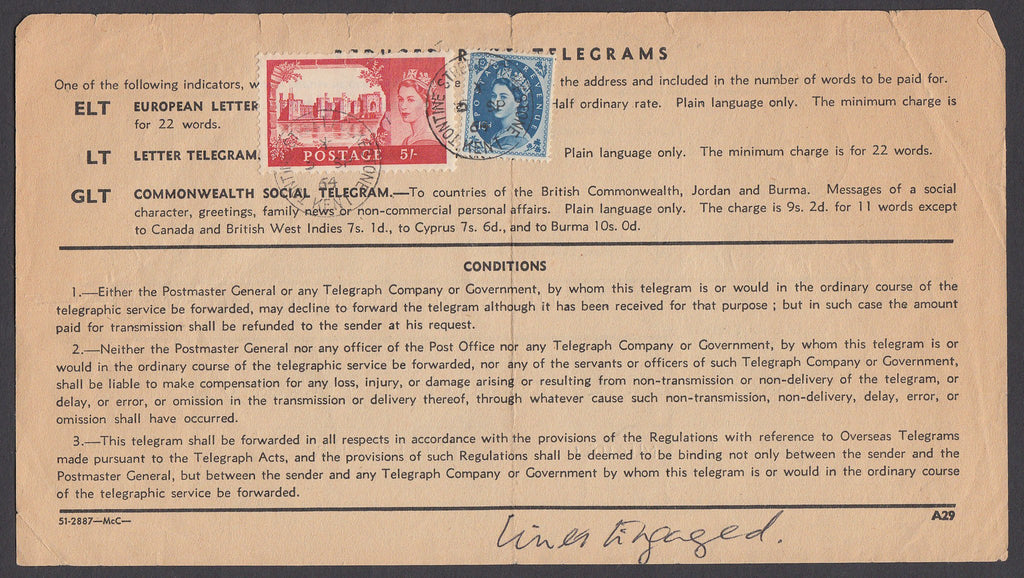 TELEGRAMS
One of the following indicators, the address and included in the number of words to be paid for.
ELT EUROPEAN LETTER Half ordinary rate. Plain language only. The minimum charge is
for 22 words.
LT LETTER TELEGRAM. Plain language only. The minimum charge is for 22 words.
GLT COMMONWEALTH SOCIAL TELEGRAM.—To countries of the British Commonwealth, Jordan and Burma. Messages of a social
character, greetings, family news or non-commercial personal affairs. Plain language only. The charge is 9s. 2d. for 11 words except
to Canada and British West Indies 7s. 1d., to Cyprus 7s. 6d., and to Burma 10s. 0d.
POSTAGE 5/-
REVENUE
TONTINE STREET
FOLKESTONE KENT
64
KENT
CONDITIONS
1.—Either the Postmaster General or any Telegraph Company or Government, by whom this telegram is or would in the ordinary course of the
telegraphic service be forwarded, may decline to forward the telegram although it has been received for that purpose ; but in such case the amount
paid for transmission shall be refunded to the sender at his request.
2.—Neither the Postmaster General nor any officer of the Post Office nor any Telegraph Company or Government, by whom this telegram is or
would in the ordinary course of the telegraphic service be forwarded, nor any of the servants or officers of such Telegraph Company or Government,
shall be liable to make compensation for any loss, injury, or damage arising or resulting from non-transmission or non-delivery of the telegram, or
delay, or error, or omission in the transmission or delivery thereof, through whatever cause such non-transmission, non-delivery, delay, error, or
omission shall have occurred.
3.—This telegram shall be forwarded in all respects in accordance with the provisions of the Regulations with reference to Overseas Telegrams
made pursuant to the Telegraph Acts, and the provisions of such Regulations shall be deemed to be binding not only between the sender and the
Postmaster General, but between the sender and any Telegraph Company or Government by whom this telegram is or would in the ordinary course
of the telegraphic service be forwarded.
51-2887—McC—
A29
Lines Engaged.